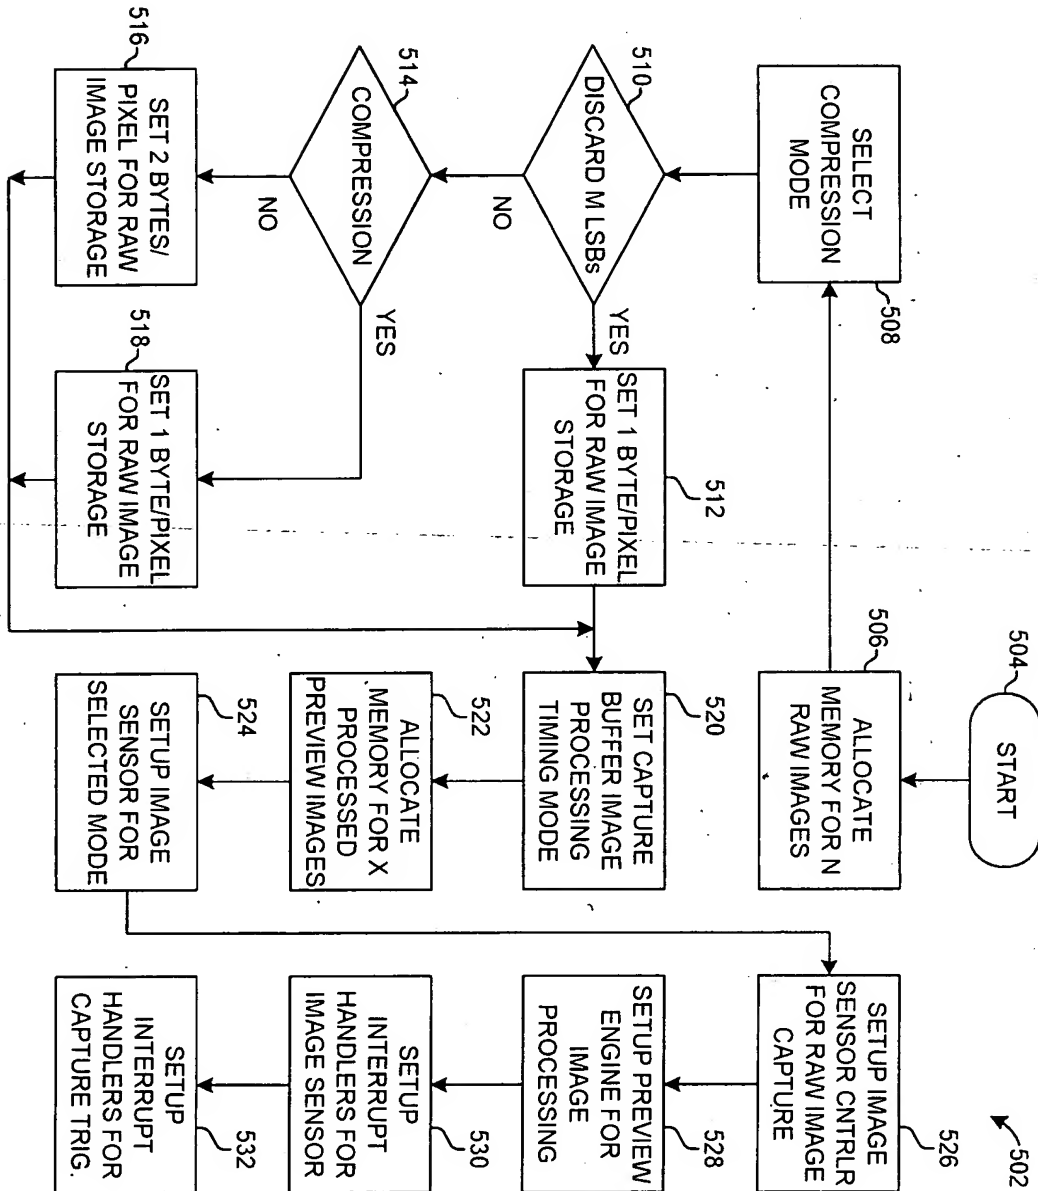 502
504
START
506
ALLOCATE
MEMORY FOR N
RAW IMAGES
508
SELECT
COMPRESSION
MODE
510
DISCARD M LSBs
YES
NO
512
SET 1 BYTE/PIXEL
FOR RAW IMAGE
STORAGE
514
COMPRESSION
YES
NO
516
SET 2 BYTES/
PIXEL FOR RAW
IMAGE STORAGE
518
SET 1 BYTE/PIXEL
FOR RAW IMAGE
STORAGE
520
SET CAPTURE
BUFFER IMAGE
PROCESSING
TIMING MODE
522
ALLOCATE
MEMORY FOR X
PROCESSED
PREVIEW IMAGES
524
SETUP IMAGE
SENSOR FOR
SELECTED MODE
526
SETUP IMAGE
SENSOR CNTRLR
FOR RAW IMAGE
CAPTURE
528
SETUP PREVIEW
ENGINE FOR
IMAGE
PROCESSING
530
SETUP
INTERRUPT
HANDLERS FOR
IMAGE SENSOR
532
SETUP
INTERRUPT
HANDLERS FOR
CAPTURE TRIG.